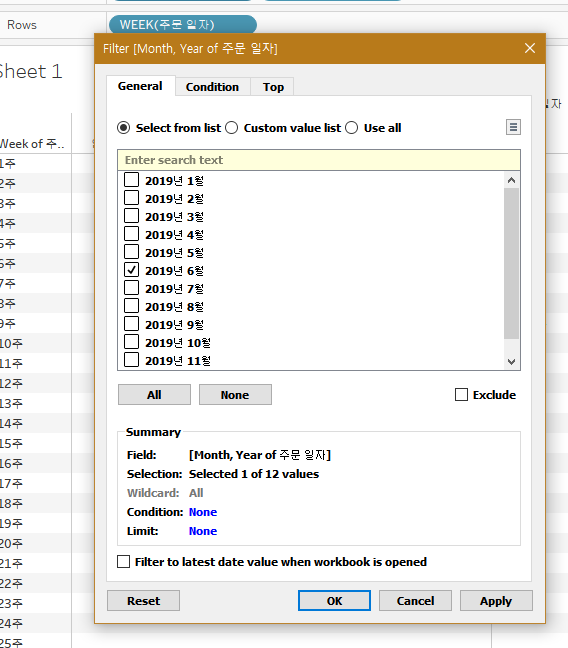 Rows
WEEK(주문 일자)
Sheet 1
Filter [Month, Year of 주문 일자]
General
Condition
Top
Select from list
Custom value list
Use all
Enter search text
2019년 1월
2019년 2월
2019년 3월
2019년 4월
2019년 5월
2019년 6월
2019년 7월
2019년 8월
2019년 9월
2019년 10월
2019년 11월
All
None
Exclude
Summary
Field: [Month, Year of 주문 일자]
Selection: Selected 1 of 12 values
Wildcard: All
Condition: None
Limit: None
Filter to latest date value when workbook is opened
Reset
OK
Cancel
Apply
일자
Week of 주..
1주
2주
3주
4주
5주
6주
7주
8주
9주
10주
11주
12주
13주
14주
15주
16주
17주
18주
19주
20주
21주
22주
23주
24주
25주